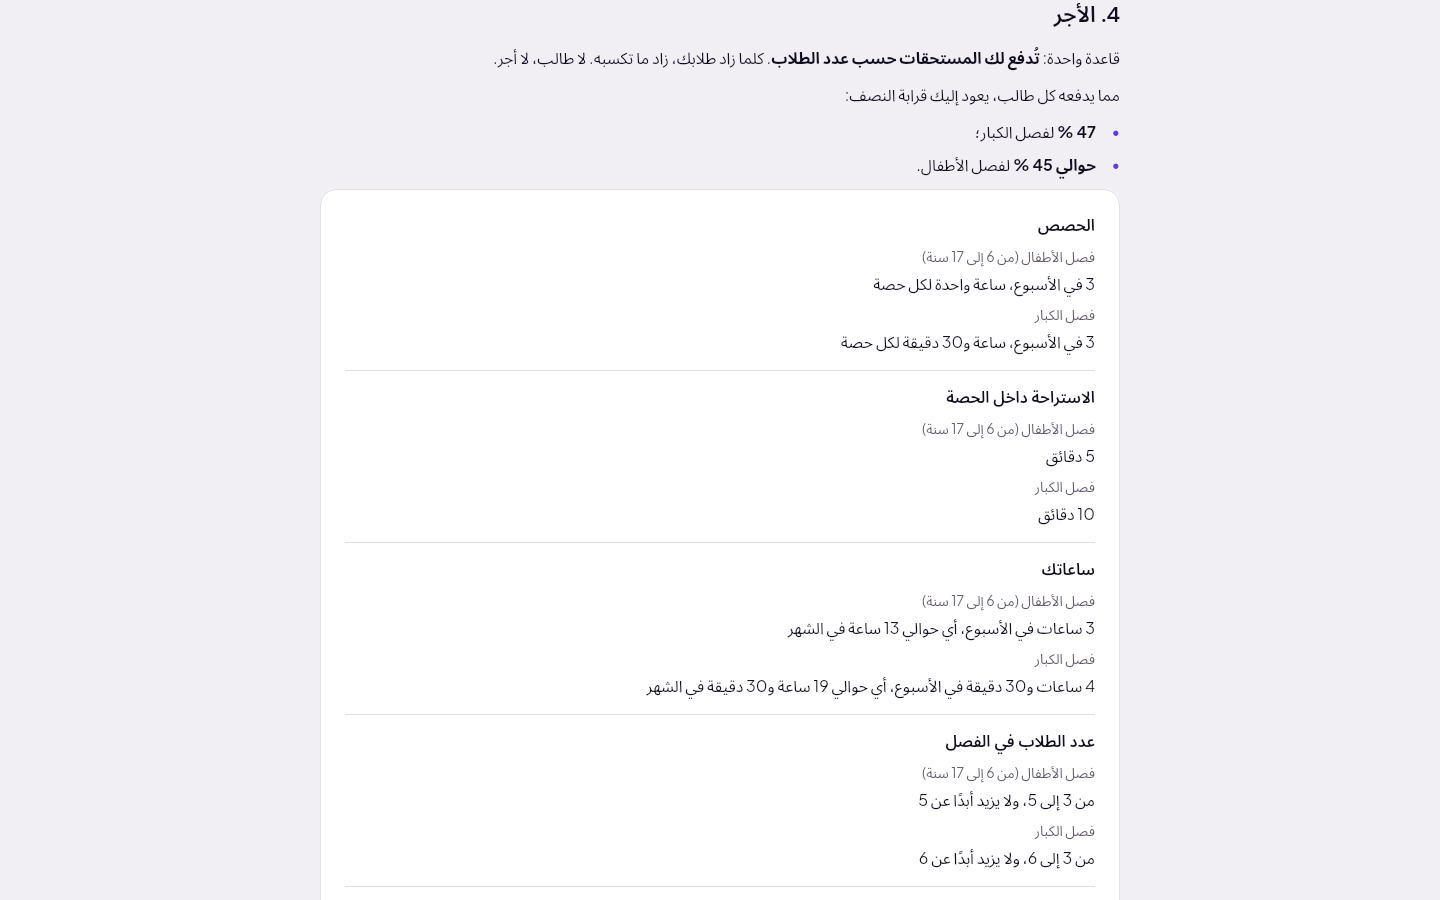 4. الأجر
قاعدة واحدة: تُدفع لك المستحقات حسب عدد الطلاب. كلما زاد طلابك، زاد ما تكسبه. لا طالب، لا أجر.
مما يدفعه كل طالب، يعود إليك قرابة النصف:
• 47 % لفصل الكبار؛
• حوالي 45 % لفصل الأطفال.
الحصص
فصل الأطفال (من 6 إلى 17 سنة)
3 في الأسبوع، ساعة واحدة لكل حصة
فصل الكبار
3 في الأسبوع، ساعة و30 دقيقة لكل حصة
الاستراحة داخل الحصة
فصل الأطفال (من 6 إلى 17 سنة)
5 دقائق
فصل الكبار
10 دقائق
ساعاتك
فصل الأطفال (من 6 إلى 17 سنة)
3 ساعات في الأسبوع، أي حوالي 13 ساعة في الشهر
فصل الكبار
4 ساعات و30 دقيقة في الأسبوع، أي حوالي 19 ساعة و30 دقيقة في الشهر
عدد الطلاب في الفصل
فصل الأطفال (من 6 إلى 17 سنة)
من 3 إلى 5، ولا يزيد أبدًا عن 5
فصل الكبار
من 3 إلى 6، ولا يزيد أبدًا عن 6